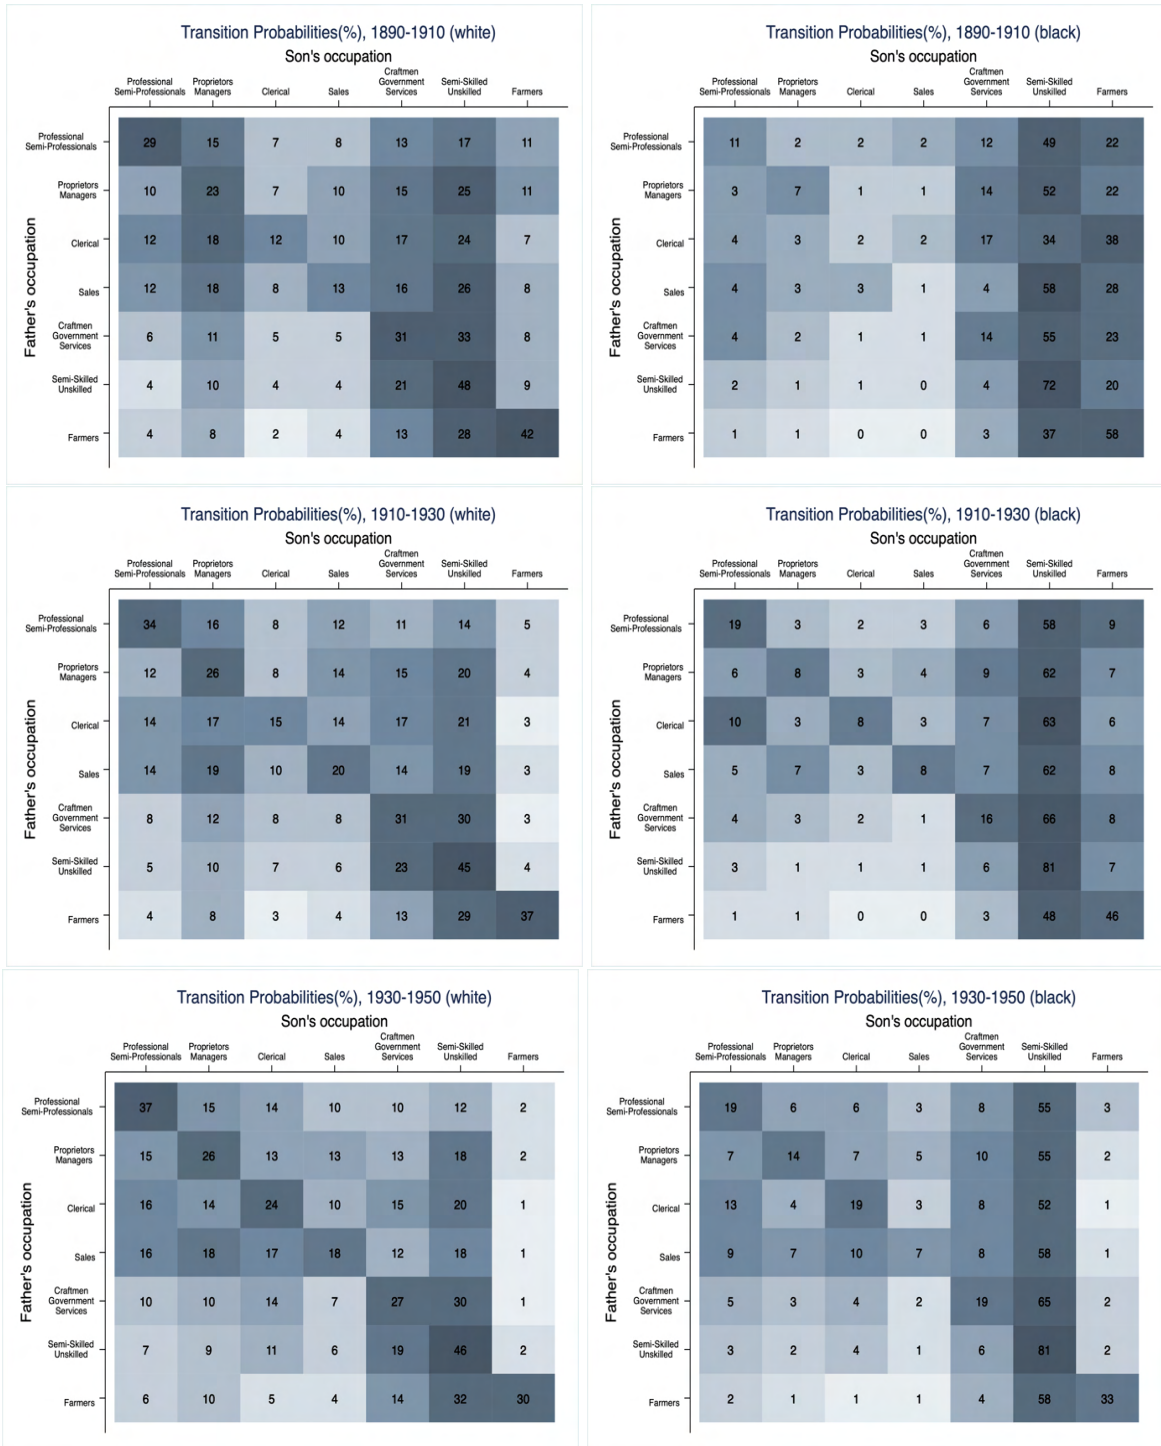 Transition Probabilities(%), 1890-1910 (white)
Son's occupation
Professional Semi-Professionals Proprietors Managers Clerical Sales Craftmen Government Services Semi-Skilled Unskilled Farmers
Father's occupation
Professional Semi-Professionals 29 15 7 8 13 17 11
Proprietors Managers 10 23 7 10 15 25 11
Clerical 12 18 12 10 17 24 7
Sales 12 18 8 13 16 26 8
Craftmen Government Services 6 11 5 5 31 33 8
Semi-Skilled Unskilled 4 10 4 4 21 48 9
Farmers 4 8 2 4 13 28 42
Transition Probabilities(%), 1890-1910 (black)
Son's occupation
Professional Semi-Professionals Proprietors Managers Clerical Sales Craftmen Government Services Semi-Skilled Unskilled Farmers
Father's occupation
Professional Semi-Professionals 11 2 2 2 12 49 22
Proprietors Managers 3 7 1 1 14 52 22
Clerical 4 3 2 2 17 34 38
Sales 4 3 3 1 4 58 28
Craftmen Government Services 4 2 1 1 14 55 23
Semi-Skilled Unskilled 2 1 1 0 4 72 20
Farmers 1 1 0 0 3 37 58
Transition Probabilities(%), 1910-1930 (white)
Son's occupation
Professional Semi-Professionals Proprietors Managers Clerical Sales Craftmen Government Services Semi-Skilled Unskilled Farmers
Father's occupation
Professional Semi-Professionals 34 16 8 12 11 14 5
Proprietors Managers 12 26 8 14 15 20 4
Clerical 14 17 15 14 17 21 3
Sales 14 19 10 20 14 19 3
Craftmen Government Services 8 12 8 8 31 30 3
Semi-Skilled Unskilled 5 10 7 6 23 45 4
Farmers 4 8 3 4 13 29 37
Transition Probabilities(%), 1910-1930 (black)
Son's occupation
Professional Semi-Professionals Proprietors Managers Clerical Sales Craftmen Government Services Semi-Skilled Unskilled Farmers
Father's occupation
Professional Semi-Professionals 19 3 2 3 6 58 9
Proprietors Managers 6 8 3 4 9 62 7
Clerical 10 3 8 3 7 63 6
Sales 5 7 3 8 7 62 8
Craftmen Government Services 4 3 2 1 16 66 8
Semi-Skilled Unskilled 3 1 1 1 6 81 7
Farmers 1 1 0 0 3 48 46
Transition Probabilities(%), 1930-1950 (white)
Son's occupation
Professional Semi-Professionals Proprietors Managers Clerical Sales Craftmen Government Services Semi-Skilled Unskilled Farmers
Father's occupation
Professional Semi-Professionals 37 15 14 10 10 12 2
Proprietors Managers 15 26 13 13 13 18 2
Clerical 16 14 24 10 15 20 1
Sales 16 18 17 18 12 18 1
Craftmen Government Services 10 10 14 7 27 30 1
Semi-Skilled Unskilled 7 9 11 6 19 46 2
Farmers 6 10 5 4 14 32 30
Transition Probabilities(%), 1930-1950 (black)
Son's occupation
Professional Semi-Professionals Proprietors Managers Clerical Sales Craftmen Government Services Semi-Skilled Unskilled Farmers
Father's occupation
Professional Semi-Professionals 19 6 6 3 8 55 3
Proprietors Managers 7 14 7 5 10 55 2
Clerical 13 4 19 3 8 52 1
Sales 9 7 10 7 8 58 1
Craftmen Government Services 5 3 4 2 19 65 2
Semi-Skilled Unskilled 3 2 4 1 6 81 2
Farmers 2 1 1 1 4 58 33